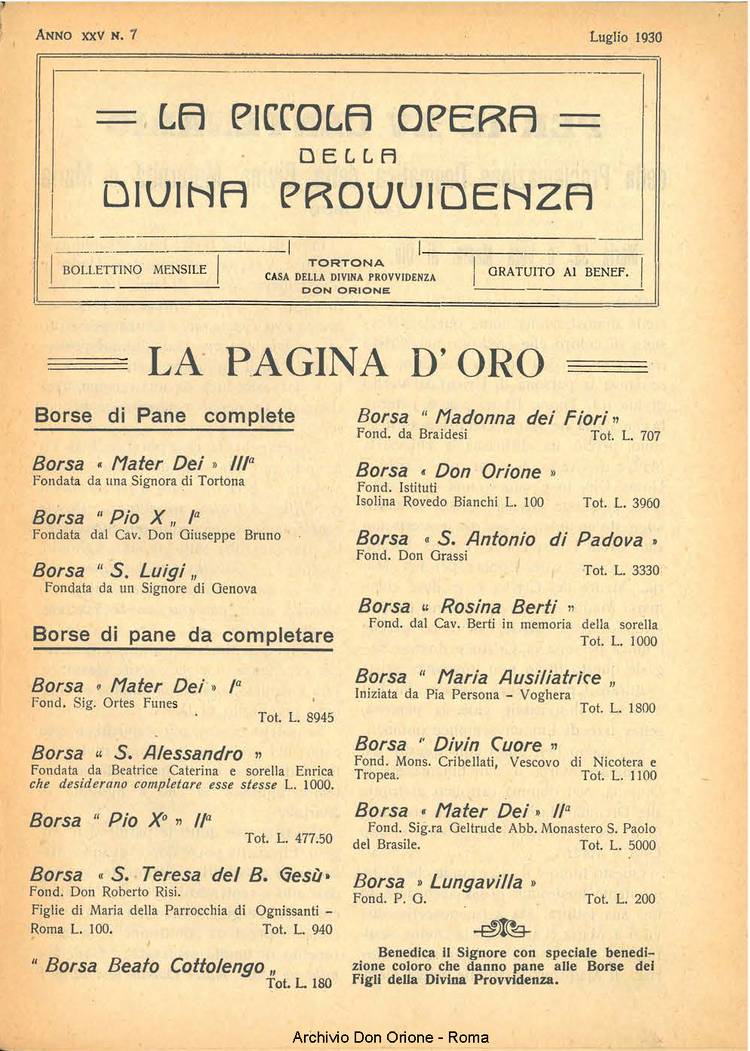 ANNO XXV N. 7
Luglio 1930
LA PICCOLA OPERA
DELLA
DIVINA PROVVIDENZA
BOLLETTINO MENSILE
TORTONA
CASA DELLA DIVINA PROVVIDENZA
DON ORIONE
GRATUITO AI BENEF.
LA PAGINA D'ORO
Borse di Pane complete
Borsa « Mater Dei » IIIª
Fondata da una Signora di Tortona
Borsa " Pio X „ Iª
Fondata dal Cav. Don Giuseppe Bruno
Borsa " S. Luigi „
Fondata da un Signore di Genova
Borse di pane da completare
Borsa « Mater Dei » Iª
Fond. Sig. Ortes Funes
Tot. L. 8945
Borsa " S. Alessandro "
Fondata da Beatrice Caterina e sorella Enrica
che desiderano completare esse stesse L. 1000.
Borsa " Pio Xº " IIª
Tot. L. 477.50
Borsa « S. Teresa del B. Gesù»
Fond. Don Roberto Risi.
Figlie di Maria della Parrocchia di Ognissanti –
Roma L. 100. Tot. L. 940
" Borsa Beato Cottolengo „
Tot. L. 180
Borsa " Madonna dei Fiori "
Fond. da Braidesi Tot. L. 707
Borsa « Don Orione »
Fond. Istituti
Isolina Rovedo Bianchi L. 100 Tot. L. 3960
Borsa « S. Antonio di Padova »
Fond. Don Grassi
Tot. L. 3330
Borsa " Rosina Berti "
Fond. dal Cav. Berti in memoria della sorella
Tot. L. 1000
Borsa " Maria Ausiliatrice „
Iniziata da Pia Persona – Voghera
Tot. L. 1800
Borsa " Divin Cuore "
Fond. Mons. Cribellati, Vescovo di Nicotera e
Tropea. Tot. L. 1100
Borsa « Mater Dei » IIª
Fond. Sig.ra Geltrude Abb. Monastero S. Paolo
del Brasile. Tot. L. 5000
Borsa » Lungavilla »
Fond. P. G. Tot. L. 200
Benedica il Signore con speciale benedi-
zione coloro che danno pane alle Borse dei
Figli della Divina Provvidenza.
Archivio Don Orione - Roma